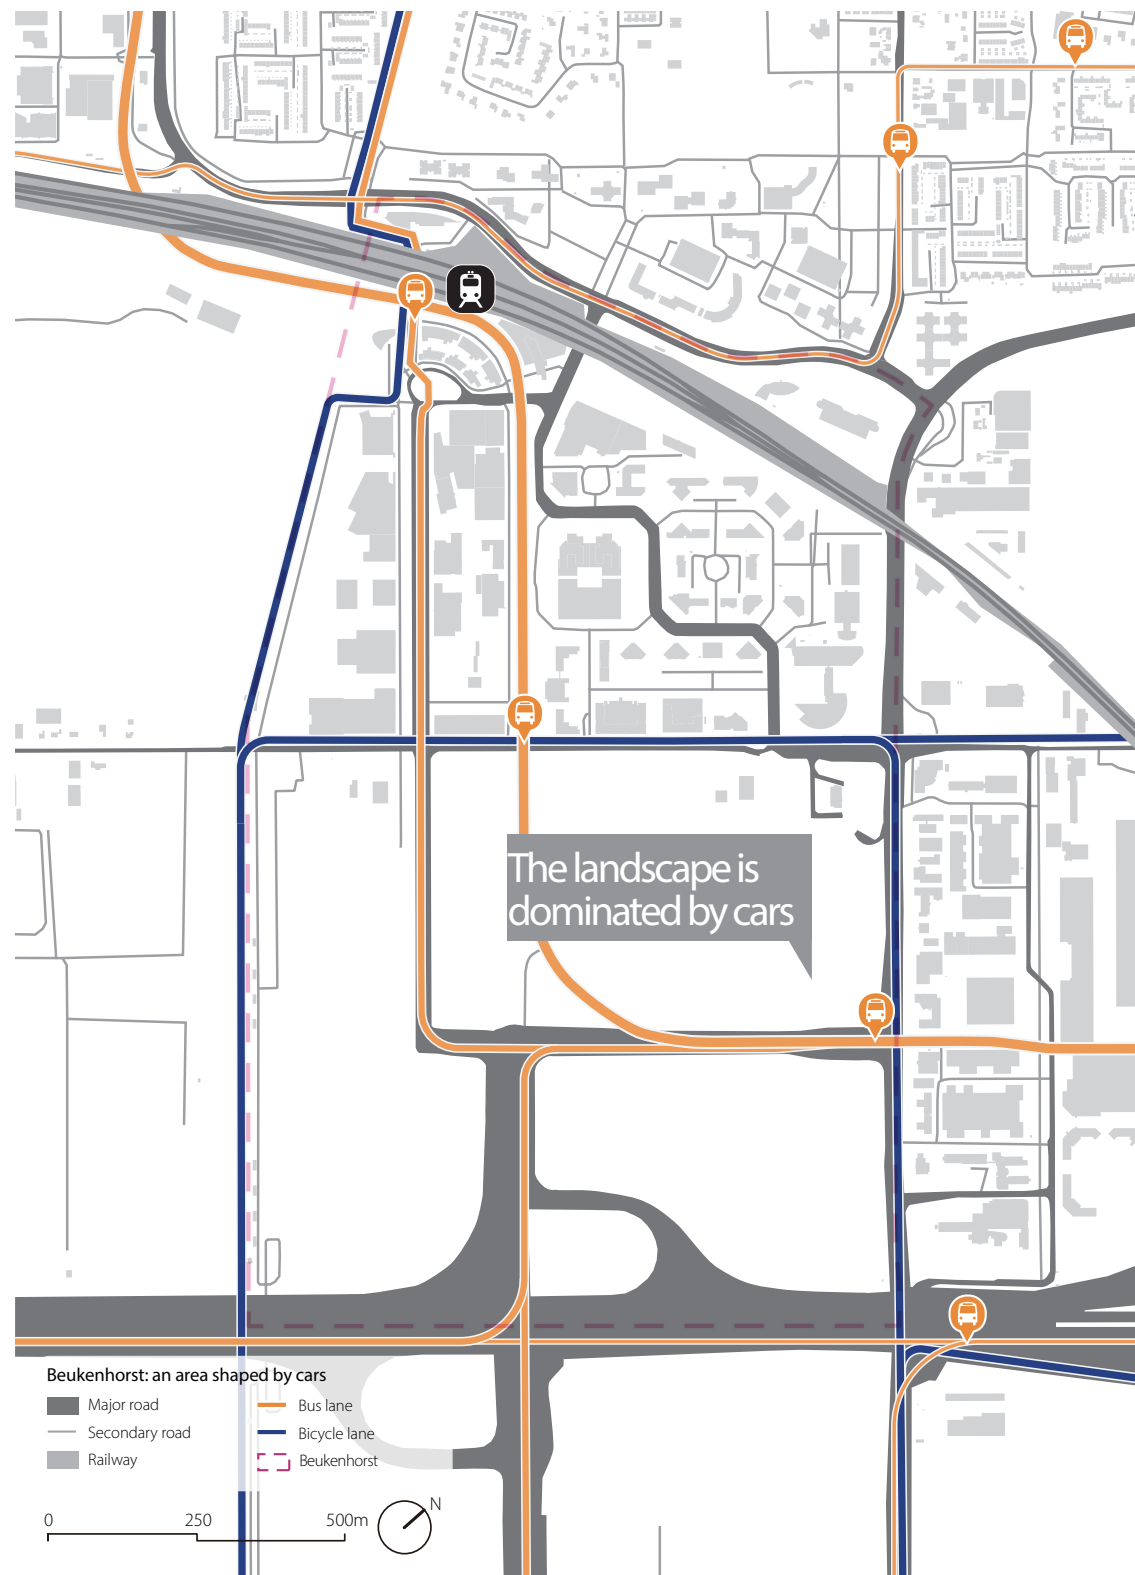 The landscape is
dominated by cars
Beukenhorst: an area shaped by cars
Major road
Secondary road
Railway
Bus lane
Bicycle lane
Beukenhorst
0 250 500m
N